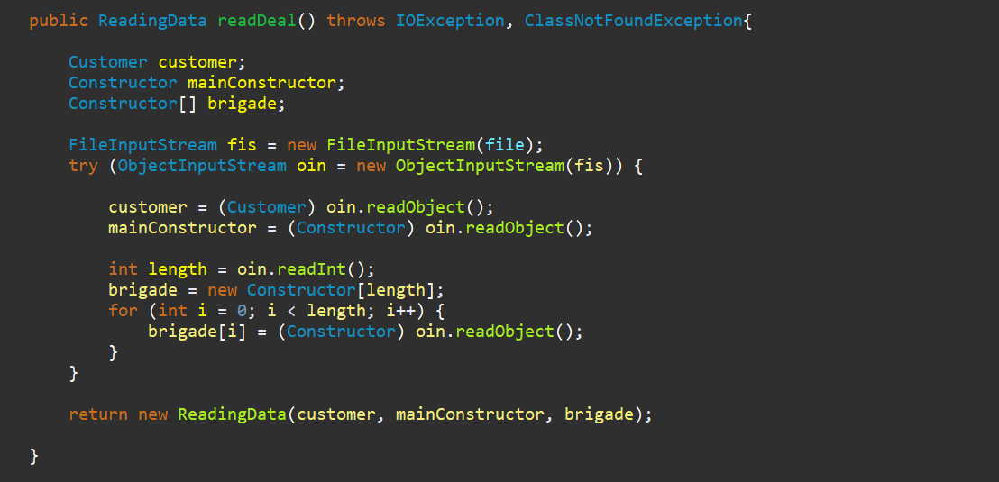 public ReadingData readDeal() throws IOException, ClassNotFoundException{
Customer customer;
Constructor mainConstructor;
Constructor[] brigade;
FileInputStream fis = new FileInputStream(file);
try (ObjectInputStream oin = new ObjectInputStream(fis)) {
customer = (Customer) oin.readObject();
mainConstructor = (Constructor) oin.readObject();
int length = oin.readInt();
brigade = new Constructor[length];
for (int i = 0; i < length; i++) {
brigade[i] = (Constructor) oin.readObject();
}
}
return new ReadingData(customer, mainConstructor, brigade);
}